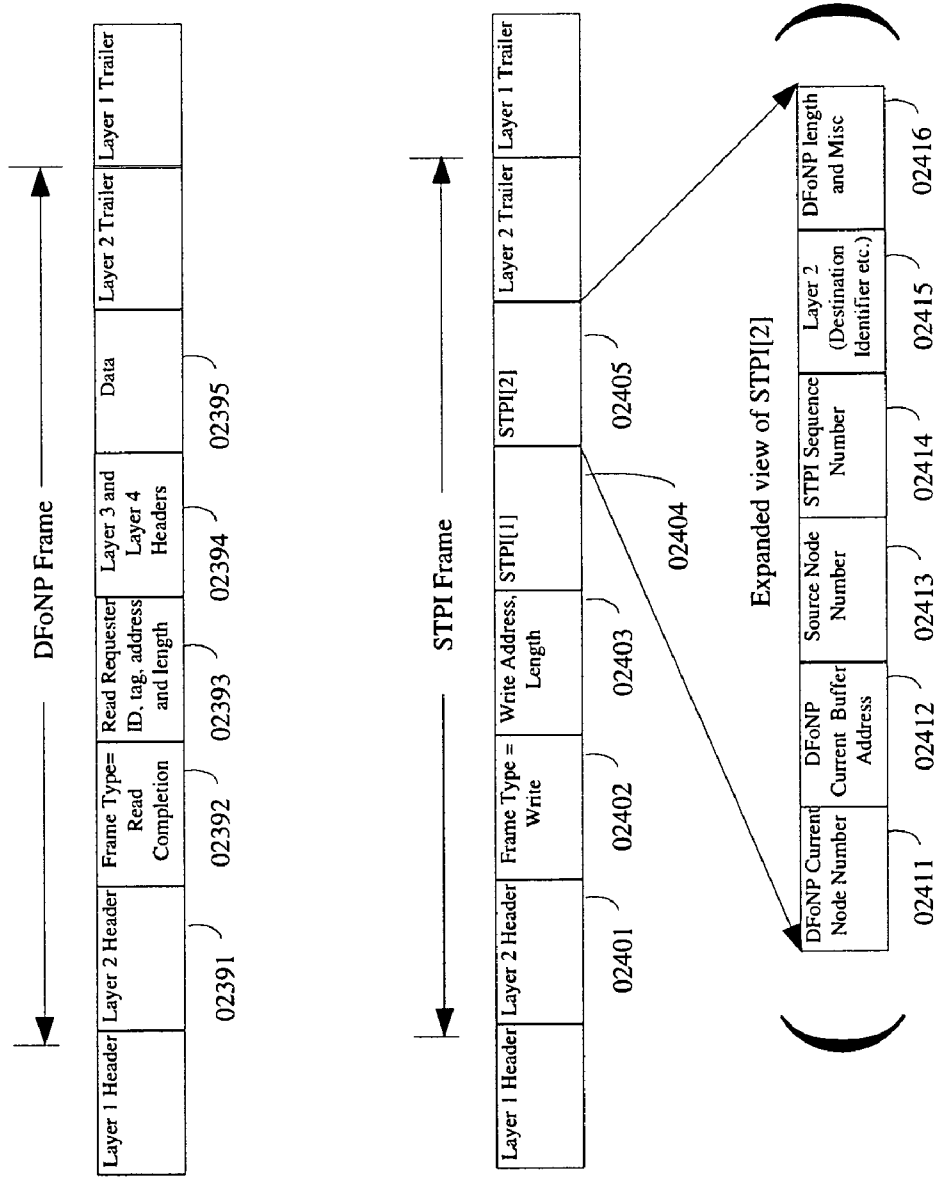 DFoNP Frame
Layer 1 Header
Layer 2 Header
Frame Type=
Read
Completion
Read Requester
ID, tag, address
and length
Layer 3 and
Layer 4
Headers
Data
Layer 2 Trailer
Layer 1 Trailer
02391
02392
02393
02394
02395
STPI Frame
Layer 1 Header
Layer 2 Header
Frame Type =
Write
Write Address,
Length
STPI[1]
STPI[2]
Layer 2 Trailer
Layer 1 Trailer
02401
02402
02403
02404
02405
Expanded view of STPI[2]
DFoNP Current
Node Number
DFoNP
Current Buffer
Address
Source Node
Number
STPI Sequence
Number
Layer 2
(Destination
Identifier etc.)
DFoNP length
and Misc
02411
02412
02413
02414
02415
02416